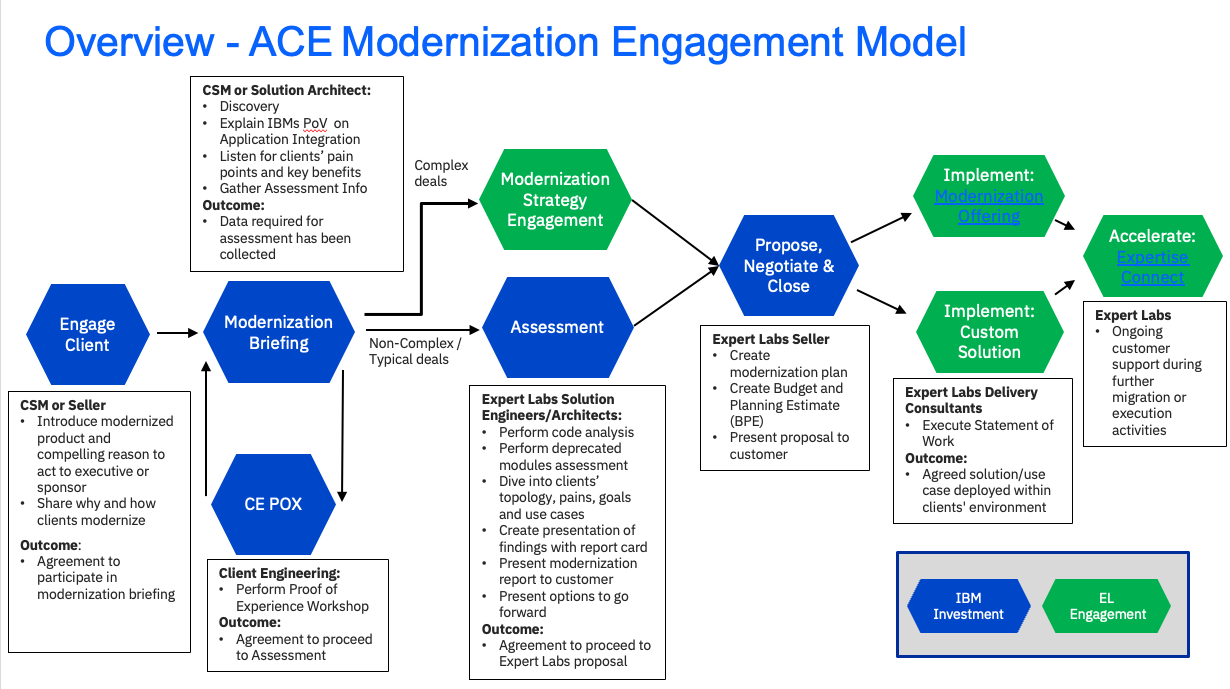 Overview - ACE Modernization Engagement Model
CSM or Solution Architect:
• Discovery
• Explain IBMs PoV on
Application Integration
• Listen for clients’ pain
points and key benefits
• Gather Assessment Info
Outcome:
• Data required for
assessment has been
collected
Complex
deals
Modernization
Strategy
Engagement
Implement:
Modernization
Offering
Propose,
Negotiate &
Close
Accelerate:
Expertise
Connect
Engage
Client
Modernization
Briefing
Non-Complex /
Typical deals
Assessment
Implement:
Custom
Solution
CSM or Seller
• Introduce modernized
product and
compelling reason to
act to executive or
sponsor
• Share why and how
clients modernize
Outcome:
• Agreement to
participate in
modernization briefing
CE POX
Client Engineering:
• Perform Proof of
Experience Workshop
Outcome:
• Agreement to proceed
to Assessment
Expert Labs Solution
Engineers/Architects:
• Perform code analysis
• Perform deprecated
modules assessment
• Dive into clients’
topology, pains, goals
and use cases
• Create presentation of
findings with report card
• Present modernization
report to customer
• Present options to go
forward
Outcome:
• Agreement to proceed to
Expert Labs proposal
Expert Labs Seller
• Create
modernization plan
• Create Budget and
Planning Estimate
(BPE)
• Present proposal to
customer
Expert Labs Delivery
Consultants
• Execute Statement of
Work
Outcome:
• Agreed solution/use
case deployed within
clients' environment
Expert Labs
• Ongoing
customer
support during
further
migration or
execution
activities
IBM
Investment
EL
Engagement